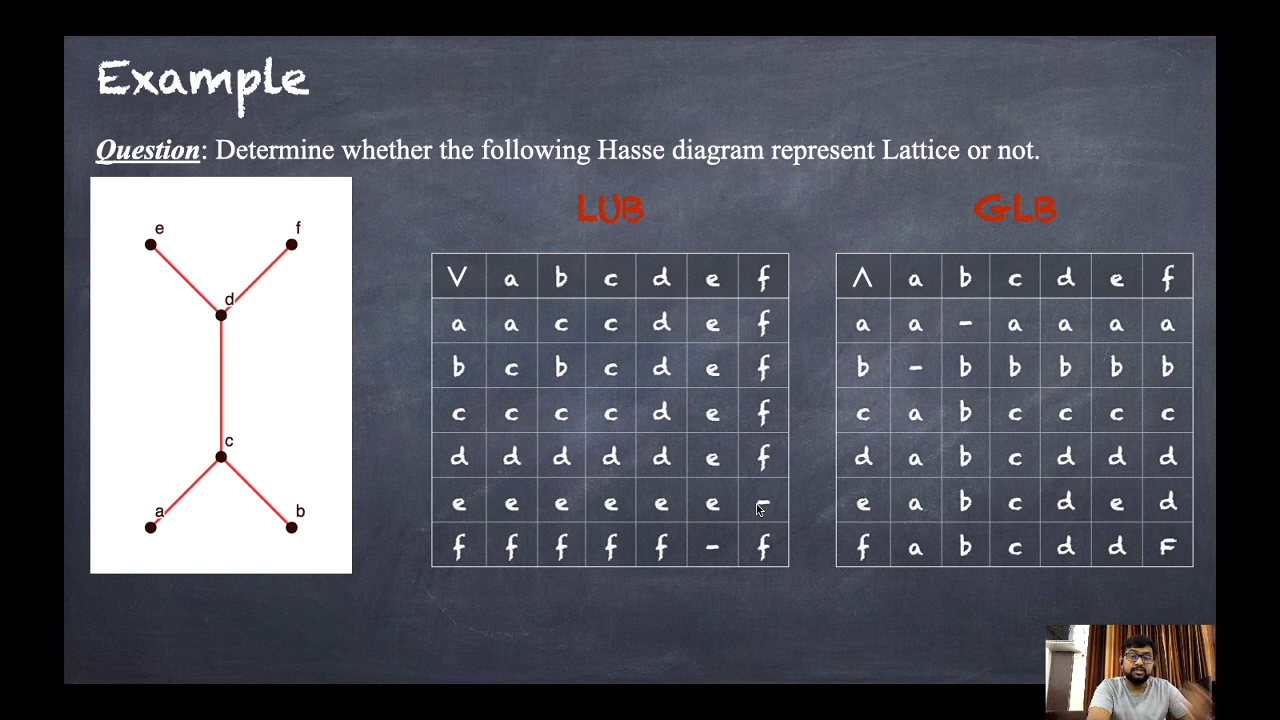 Example
Question: Determine whether the following Hasse diagram represent Lattice or not.
e f
d
c
a b
LUB
∨ a b c d e f
a a c c d e f
b c b c d e f
c c c c d e f
d d d d d e f
e e e e e e -
f f f f f - f
GLB
∧ a b c d e f
a a - a a a a
b - b b b b b
c a b c c c c
d a b c d d d
e a b c d e d
f a b c d d F